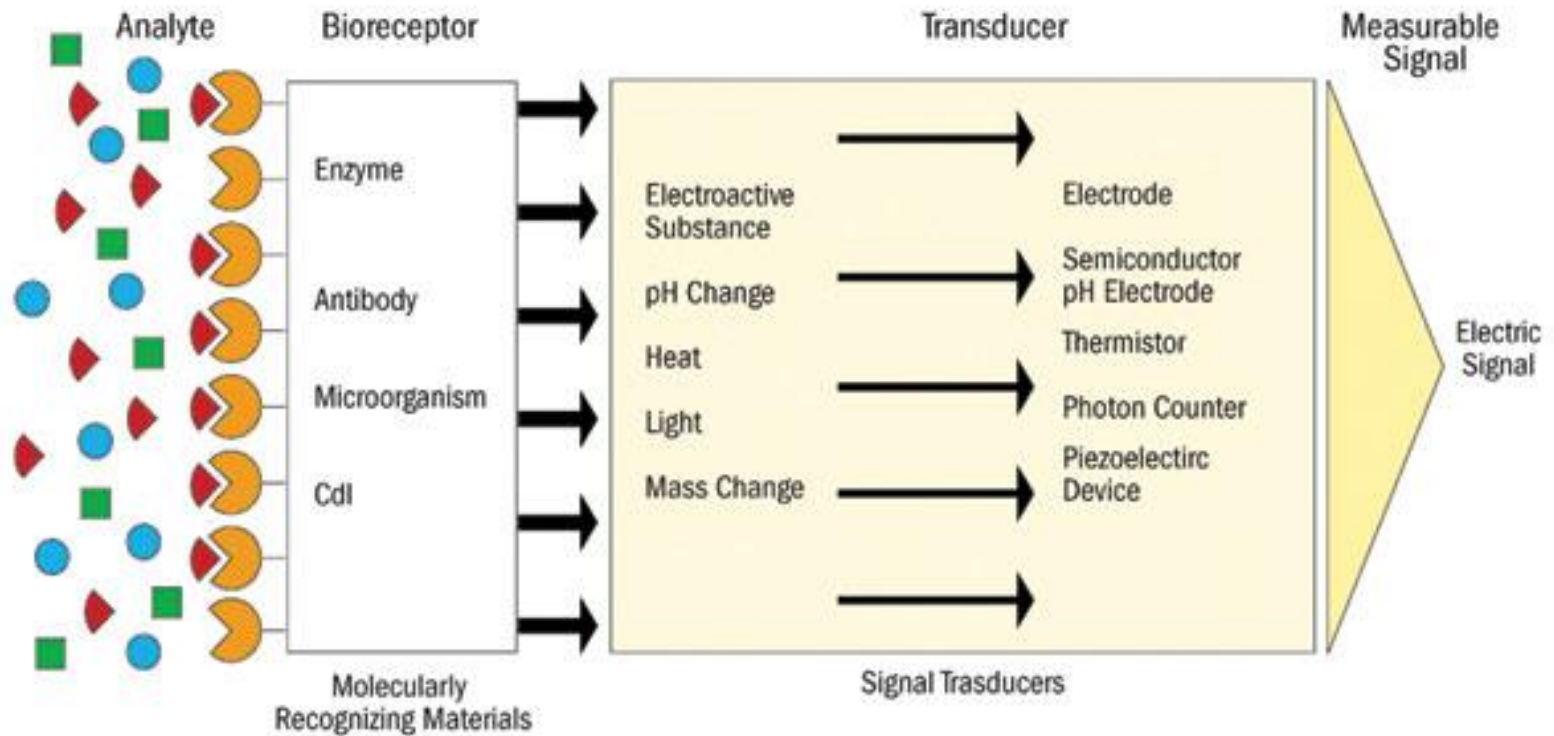 Analyte
Bioreceptor
Transducer
Measurable
Signal
Enzyme
Antibody
Microorganism
CdI
Electroactive
Substance
pH Change
Heat
Light
Mass Change
Electrode
Semiconductor
pH Electrode
Thermistor
Photon Counter
Piezoelectirc
Device
Electric
Signal
Molecularly
Recognizing Materials
Signal Trasducers